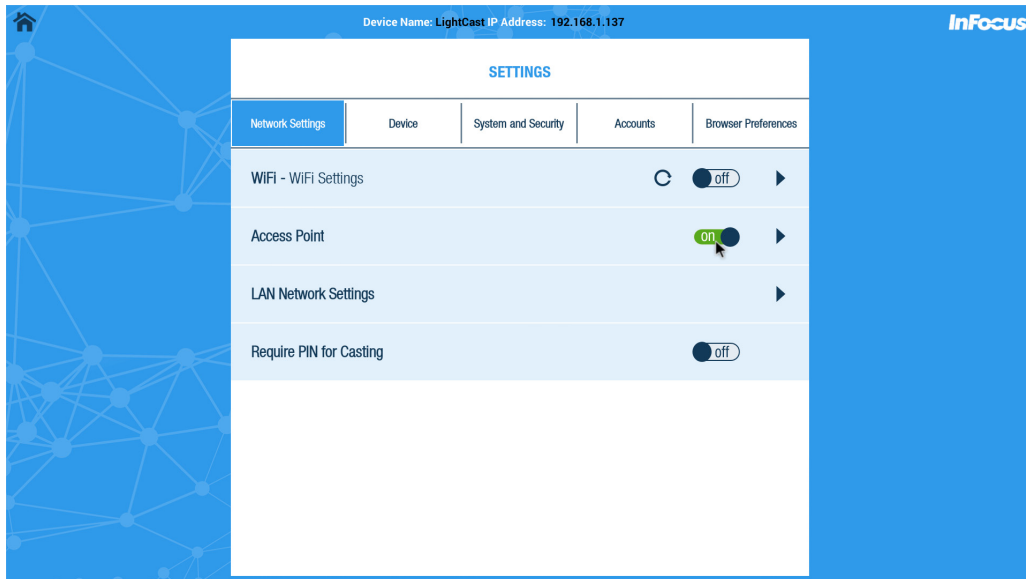 Device Name: LightCast IP Address: 192.168.1.137
InFocus
SETTINGS
Network Settings
Device
System and Security
Accounts
Browser Preferences
WiFi - WiFi Settings
off
Access Point
on
LAN Network Settings
Require PIN for Casting
off